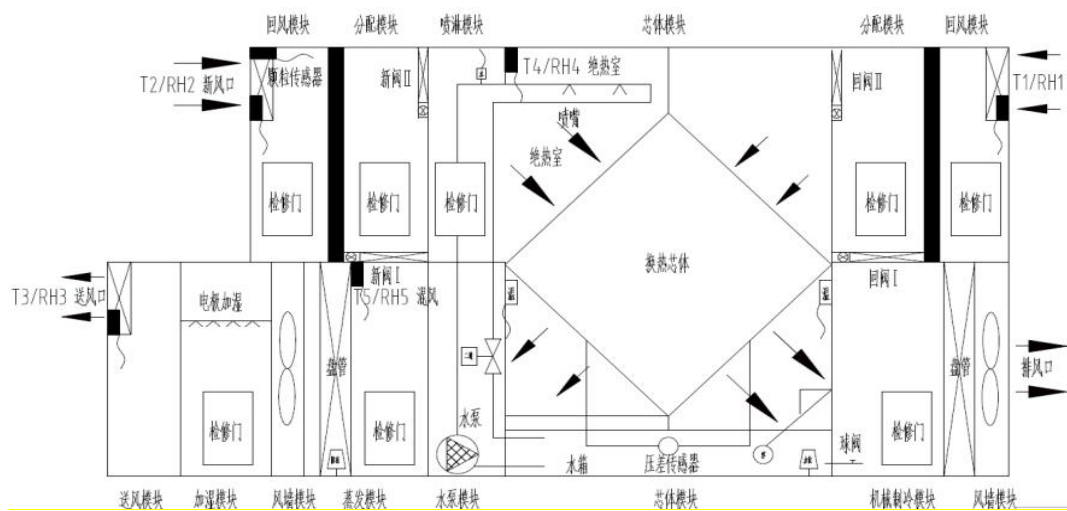 回风模块 分配模块 喷淋模块 芯体模块 分配模块 回风模块
T2/RH2 新风口
颗粒传感器
新阀II
T4/RH4 绝热室
回阀II
T1/RH1
喷嘴
绝热室
检修门 检修门 检修门 检修门 检修门
换热芯体
T3/RH3 送风口
电极加湿
新阀I
T5/RH5 混风
温 温
回阀I
盘管 盘管
排风口
检修门 检修门 检修门
水泵
水箱
压差传感器
球阀
送风模块 加湿模块 风墙模块 蒸发模块 水泵模块 芯体模块 机械制冷模块 风墙模块